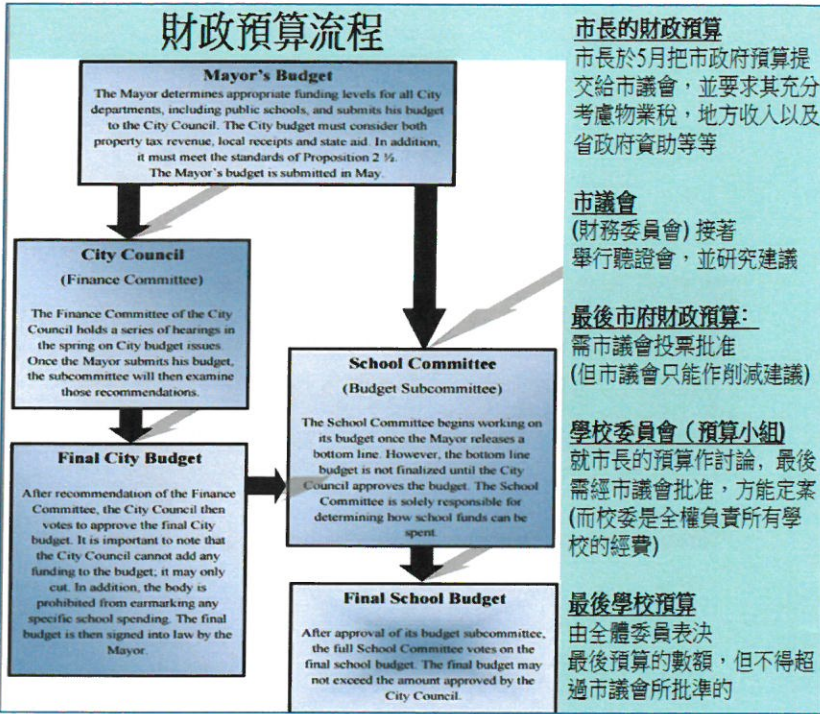 財政預算流程
Mayor's Budget
The Mayor determines appropriate funding levels for all City
departments, including public schools, and submits his budget
to the City Council. The City budget must consider both
property tax revenue, local receipts and state aid. In addition,
it must meet the standards of Proposition 2 ½.
The Mayor's budget is submitted in May.
City Council
(Finance Committee)
The Finance Committee of the City
Council holds a series of hearings in
the spring on City budget issues
Once the Mayor submits his budget,
the subcommittee will then examine
those recommendations.
Final City Budget
After recommendation of the Finance
Committee, the City Council then
votes to approve the final City
budget. It is important to note that
the City Council cannot add any
funding to the budget; it may only
cut. In addition, the body is
prohibited from earmarking any
specific school spending. The final
budget is then signed into law by the
Mayor.
School Committee
(Budget Subcommittee)
The School Committee begins working on
its budget once the Mayor releases a
bottom line. However, the bottom line
budget is not finalized until the City
Council approves the budget. The School
Committee is solely responsible for
determining how school funds can be
spent
Final School Budget
After approval of its budget subcommittee,
the full School Committee votes on the
final school budget. The final budget may
not exceed the amount approved by the
City Council.
市長的財政預算
市長於5月把市政府預算提
交給市議會，並要求其充分
考慮物業稅，地方收入以及
省政府資助等等
市議會
(財務委員會) 接著
舉行聽證會，並研究建議
最後市府財政預算:
需市議會投票批准
(但市議會只能作削減建議)
學校委員會（預算小組)
就市長的預算作討論, 最後
需經市議會批准，方能定案
(而校委是全權負責所有學
校的經費)
最後學校預算
由全體委員表決
最後預算的數額，但不得超
過市議會所批準的